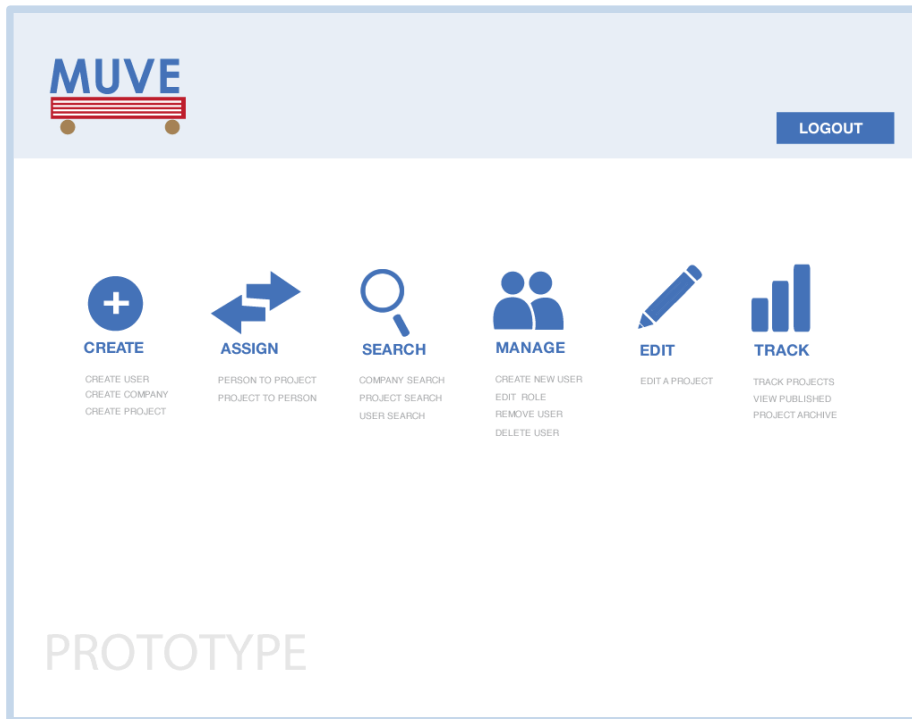 MUVE
LOGOUT
CREATE
CREATE USER
CREATE COMPANY
CREATE PROJECT
ASSIGN
PERSON TO PROJECT
PROJECT TO PERSON
SEARCH
COMPANY SEARCH
PROJECT SEARCH
USER SEARCH
MANAGE
CREATE NEW USER
EDIT ROLE
REMOVE USER
DELETE USER
EDIT
EDIT A PROJECT
TRACK
TRACK PROJECTS
VIEW PUBLISHED
PROJECT ARCHIVE
PROTOTYPE